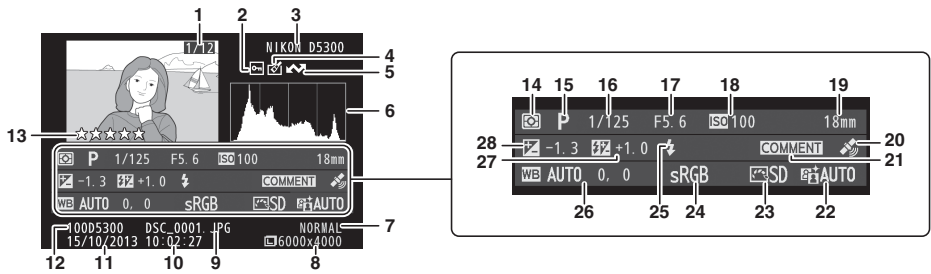 1 2 3 4 5 6 7 8 9 10 11 12 13
1/12
NIKON D5300
P 1/125 F5.6 ISO 100 18mm
-1.3 +1.0 COMMENT
WB AUTO 0, 0 sRGB SD AUTO
100D5300 DSC_0001.JPG NORMAL
15/10/2013 10:02:27 6000x4000
14 15 16 17 18 19
P 1/125 F5.6 ISO 100 18mm
28 -1.3 +1.0 COMMENT 20
27 25 21
WB AUTO 0, 0 sRGB SD AUTO
26 24 23 22